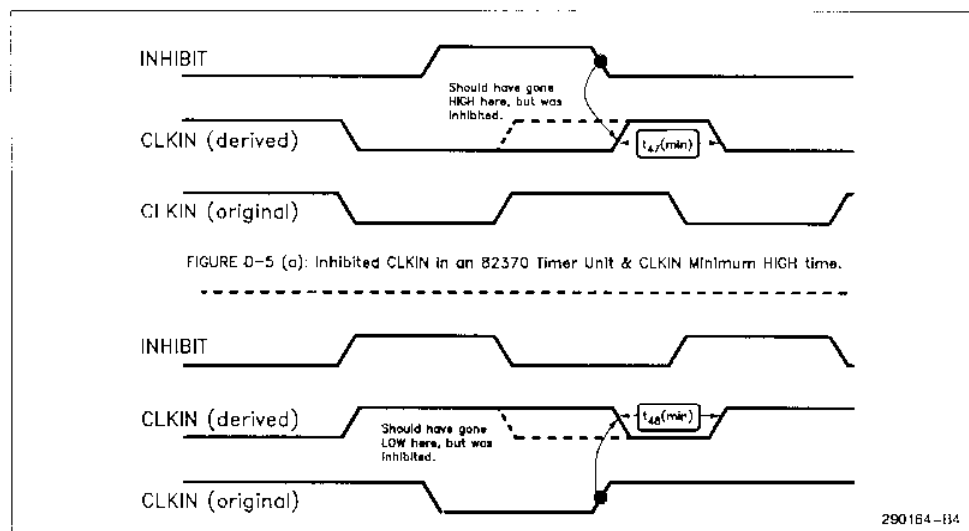 INHIBIT
Should have gone
HIGH here, but was
inhibited.
CLKIN (derived)
t47(min)
CLKIN (original)
FIGURE D-5 (a): Inhibited CLKIN in an 82370 Timer Unit & CLKIN Minimum HIGH time.
INHIBIT
CLKIN (derived)
t48(min)
Should have gone
LOW here, but was
inhibited.
CLKIN (original)
290164-B4